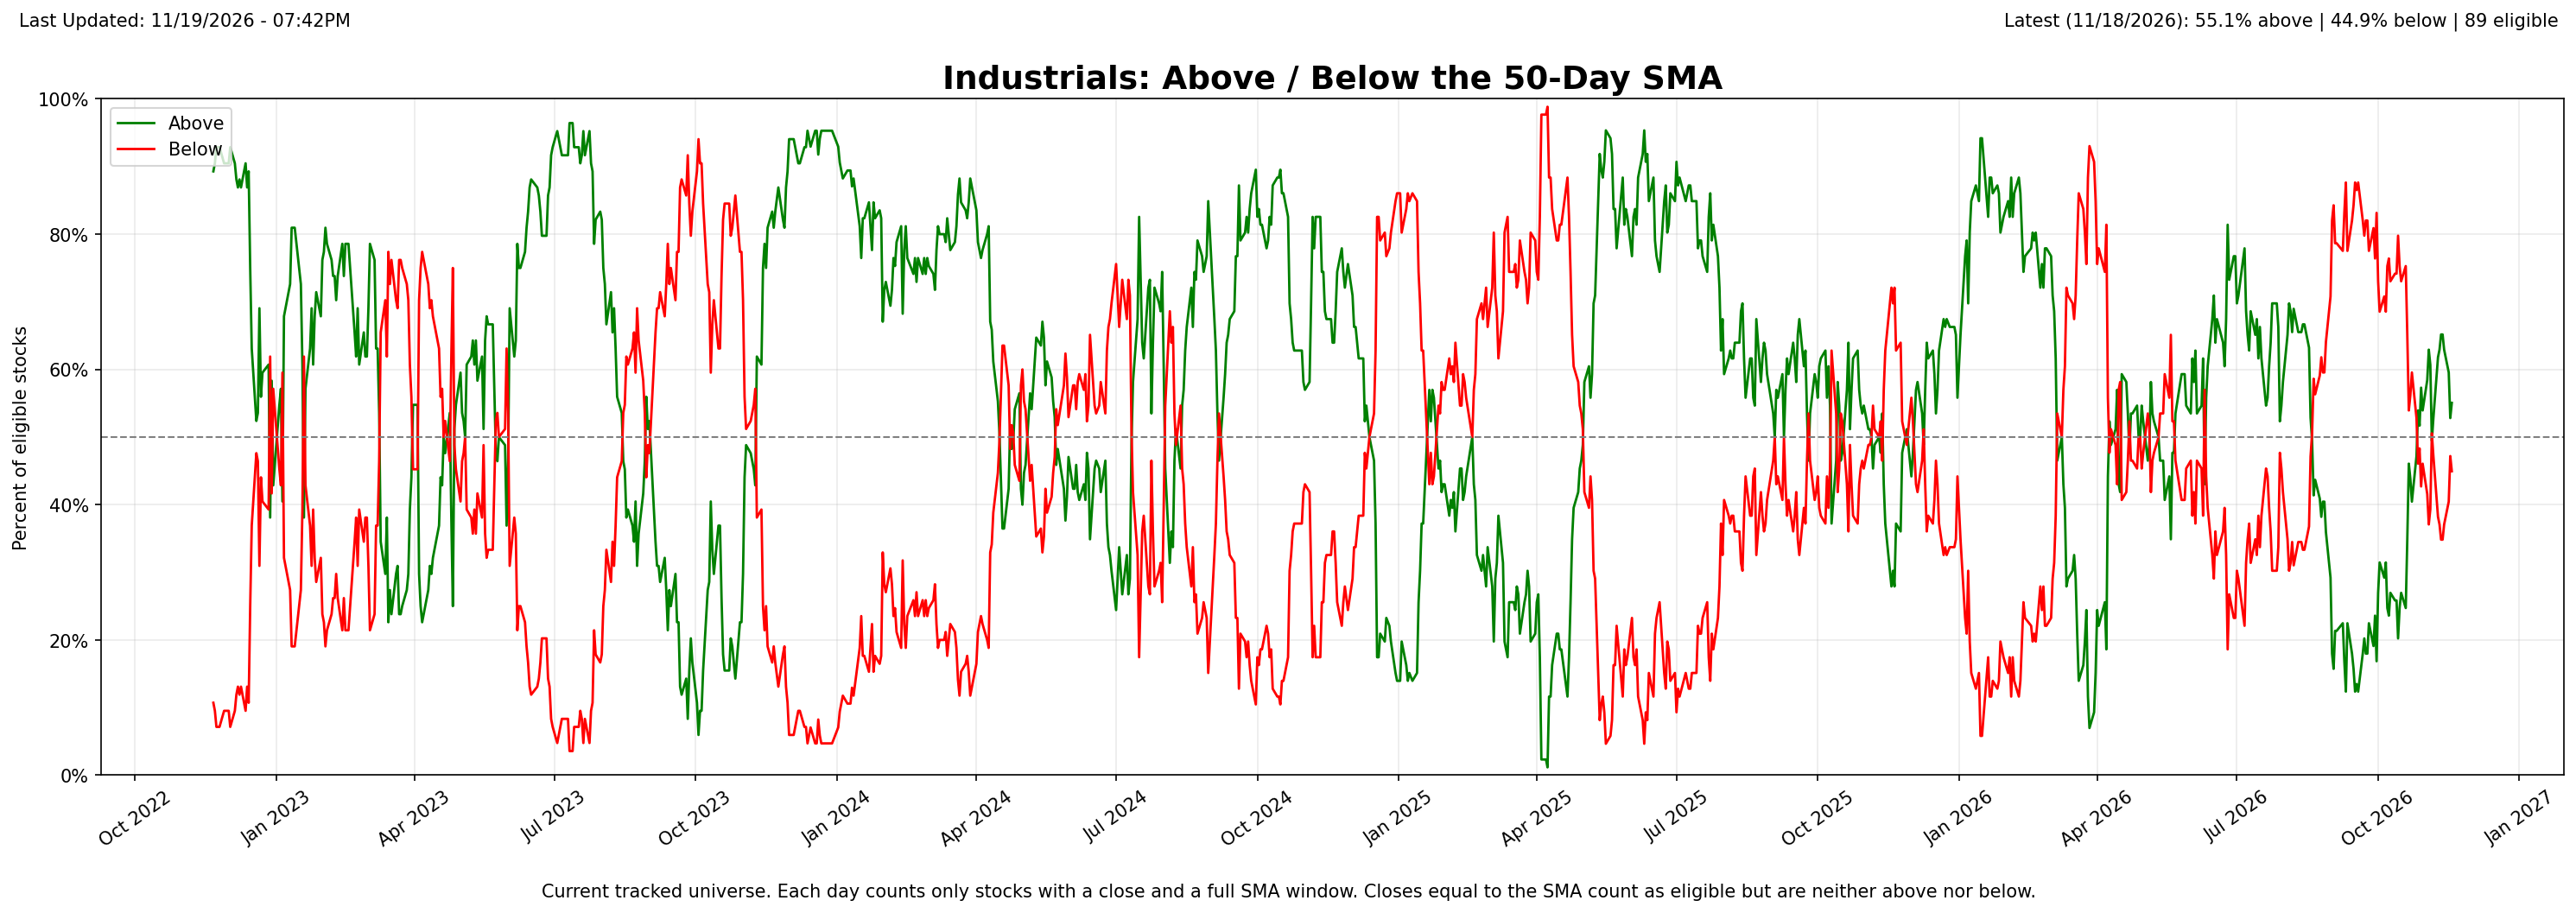 Last Updated: 11/19/2026 - 07:42PM
Latest (11/18/2026): 55.1% above | 44.9% below | 89 eligible
Industrials: Above / Below the 50-Day SMA
Above
Below
Percent of eligible stocks
100%
80%
60%
40%
20%
0%
Oct 2022
Jan 2023
Apr 2023
Jul 2023
Oct 2023
Jan 2024
Apr 2024
Jul 2024
Oct 2024
Jan 2025
Apr 2025
Jul 2025
Oct 2025
Jan 2026
Apr 2026
Jul 2026
Oct 2026
Jan 2027
Current tracked universe. Each day counts only stocks with a close and a full SMA window. Closes equal to the SMA count as eligible but are neither above nor below.